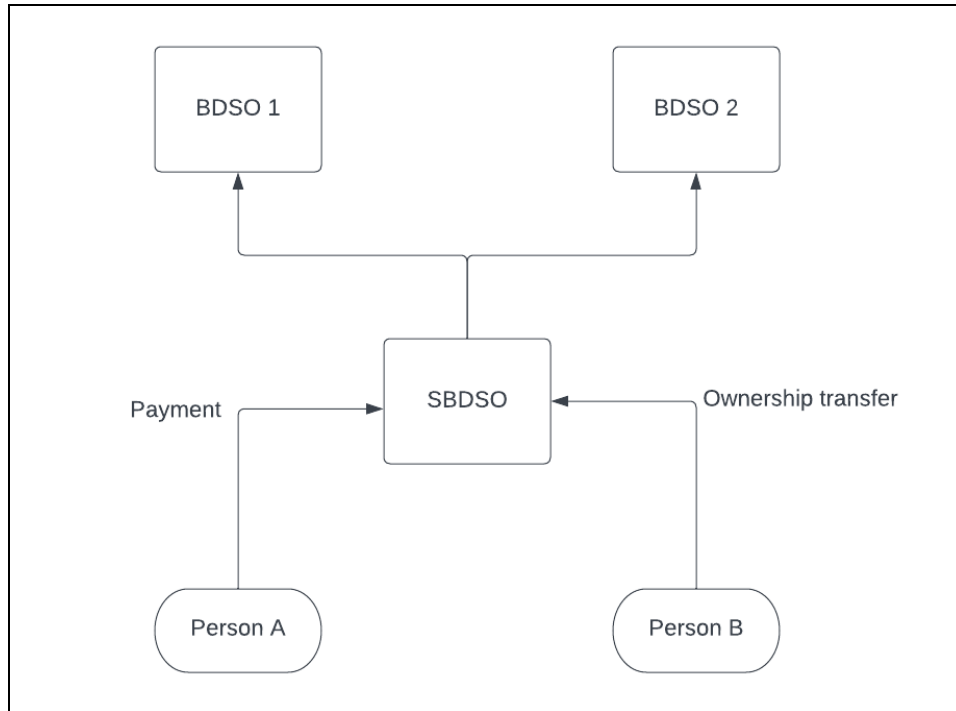 BDSO 1
BDSO 2
SBDSO
Payment
Ownership transfer
Person A
Person B